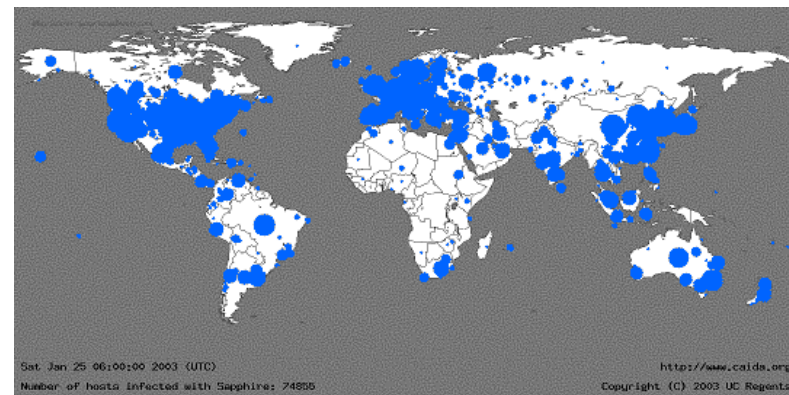 Sat Jan 25 06:00:00 2003 (UTC)
http://www.caida.org
Number of hosts infected with Sapphire: 74855
Copyright (C) 2003 UC Regents